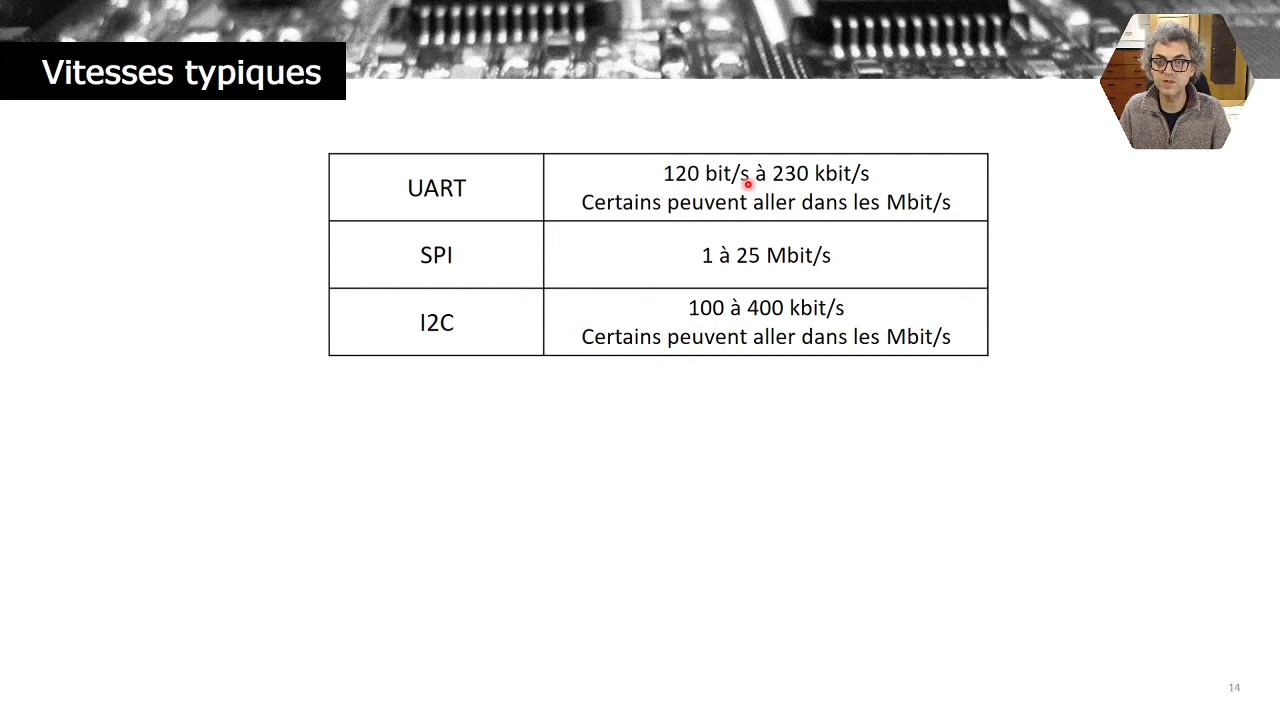 Vitesses typiques
UART
120 bit/s à 230 kbit/s
Certains peuvent aller dans les Mbit/s
SPI
1 à 25 Mbit/s
I2C
100 à 400 kbit/s
Certains peuvent aller dans les Mbit/s
14